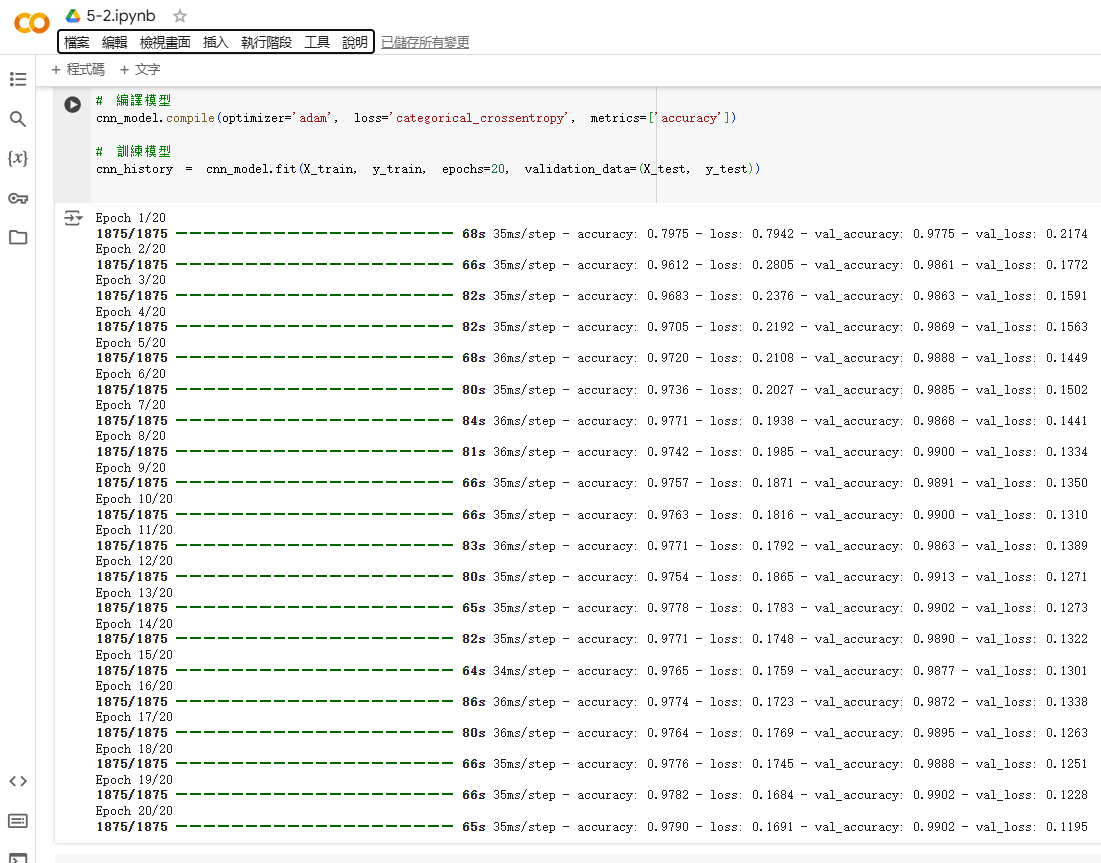 5-2.ipynb
檔案 編輯 檢視畫面 插入 執行階段 工具 說明 已儲存所有變更
+ 程式碼 + 文字
# 編譯模型
cnn_model.compile(optimizer='adam', loss='categorical_crossentropy', metrics=['accuracy'])
# 訓練模型
cnn_history = cnn_model.fit(X_train, y_train, epochs=20, validation_data=(X_test, y_test))
Epoch 1/20
1875/1875 68s 35ms/step - accuracy: 0.7975 - loss: 0.7942 - val_accuracy: 0.9775 - val_loss: 0.2174
Epoch 2/20
1875/1875 66s 35ms/step - accuracy: 0.9612 - loss: 0.2805 - val_accuracy: 0.9861 - val_loss: 0.1772
Epoch 3/20
1875/1875 82s 35ms/step - accuracy: 0.9683 - loss: 0.2376 - val_accuracy: 0.9863 - val_loss: 0.1591
Epoch 4/20
1875/1875 82s 35ms/step - accuracy: 0.9705 - loss: 0.2192 - val_accuracy: 0.9869 - val_loss: 0.1563
Epoch 5/20
1875/1875 68s 36ms/step - accuracy: 0.9720 - loss: 0.2108 - val_accuracy: 0.9888 - val_loss: 0.1449
Epoch 6/20
1875/1875 80s 35ms/step - accuracy: 0.9736 - loss: 0.2027 - val_accuracy: 0.9885 - val_loss: 0.1502
Epoch 7/20
1875/1875 84s 36ms/step - accuracy: 0.9771 - loss: 0.1938 - val_accuracy: 0.9868 - val_loss: 0.1441
Epoch 8/20
1875/1875 81s 36ms/step - accuracy: 0.9742 - loss: 0.1985 - val_accuracy: 0.9900 - val_loss: 0.1334
Epoch 9/20
1875/1875 66s 35ms/step - accuracy: 0.9757 - loss: 0.1871 - val_accuracy: 0.9891 - val_loss: 0.1350
Epoch 10/20
1875/1875 66s 35ms/step - accuracy: 0.9763 - loss: 0.1816 - val_accuracy: 0.9900 - val_loss: 0.1310
Epoch 11/20
1875/1875 83s 36ms/step - accuracy: 0.9771 - loss: 0.1792 - val_accuracy: 0.9863 - val_loss: 0.1389
Epoch 12/20
1875/1875 80s 35ms/step - accuracy: 0.9754 - loss: 0.1865 - val_accuracy: 0.9913 - val_loss: 0.1271
Epoch 13/20
1875/1875 65s 35ms/step - accuracy: 0.9778 - loss: 0.1783 - val_accuracy: 0.9902 - val_loss: 0.1273
Epoch 14/20
1875/1875 82s 35ms/step - accuracy: 0.9771 - loss: 0.1748 - val_accuracy: 0.9890 - val_loss: 0.1322
Epoch 15/20
1875/1875 64s 34ms/step - accuracy: 0.9765 - loss: 0.1759 - val_accuracy: 0.9877 - val_loss: 0.1301
Epoch 16/20
1875/1875 86s 36ms/step - accuracy: 0.9774 - loss: 0.1723 - val_accuracy: 0.9872 - val_loss: 0.1338
Epoch 17/20
1875/1875 80s 36ms/step - accuracy: 0.9764 - loss: 0.1769 - val_accuracy: 0.9895 - val_loss: 0.1263
Epoch 18/20
1875/1875 66s 35ms/step - accuracy: 0.9776 - loss: 0.1745 - val_accuracy: 0.9888 - val_loss: 0.1251
Epoch 19/20
1875/1875 66s 35ms/step - accuracy: 0.9782 - loss: 0.1684 - val_accuracy: 0.9902 - val_loss: 0.1228
Epoch 20/20
1875/1875 65s 35ms/step - accuracy: 0.9790 - loss: 0.1691 - val_accuracy: 0.9902 - val_loss: 0.1195